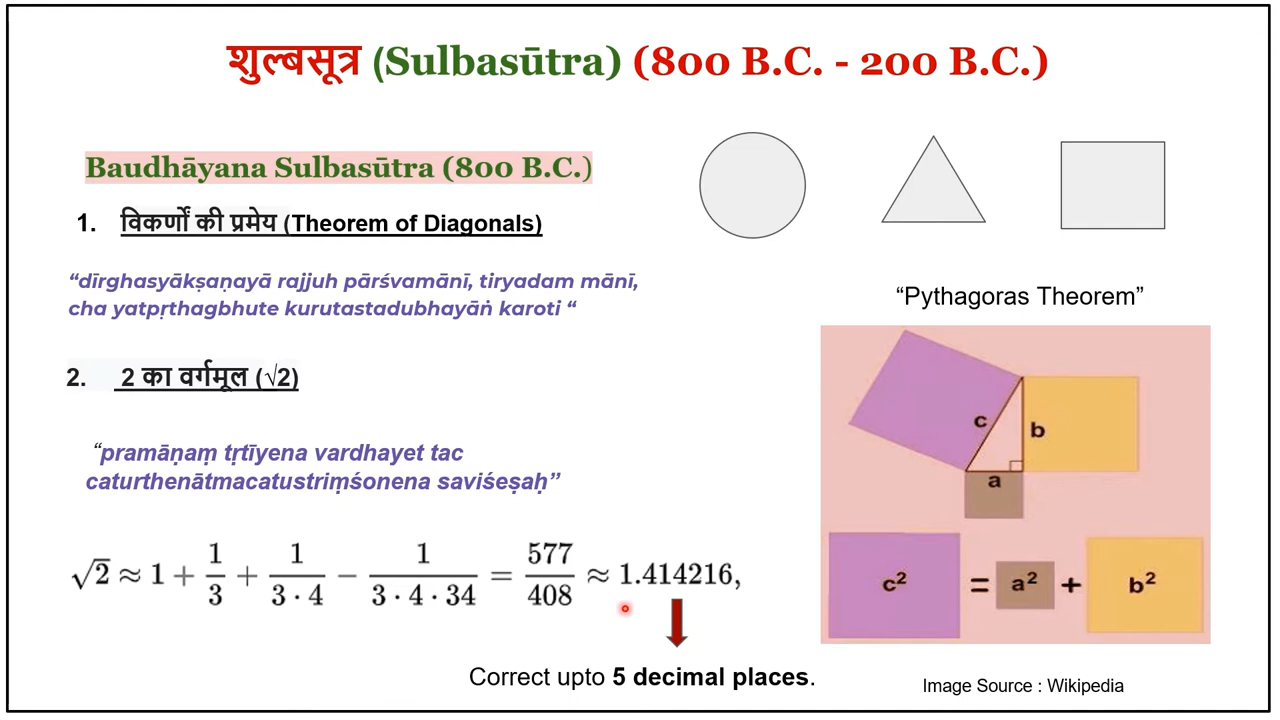 शुल्बसूत्र (Sulbasūtra) (800 B.C. - 200 B.C.)
Baudhāyana Sulbasūtra (800 B.C.)
1. विकर्णों की प्रमेय (Theorem of Diagonals)
“dīrghasyākṣaṇayā rajjuh pārśvamānī, tiryadam mānī,
cha yatpṛthagbhute kurutastadubhayāṅ karoti “
2. 2 का वर्गमूल (√2)
“pramāṇaṃ tṛtīyena vardhayet tac
caturthenātmacatustriṃśonena saviśeṣaḥ”
√2 ≈ 1 + 1/3 + 1/(3 · 4) − 1/(3 · 4 · 34) = 577/408 ≈ 1.414216,
Correct upto 5 decimal places.
“Pythagoras Theorem”
c
b
a
c² = a² + b²
Image Source : Wikipedia